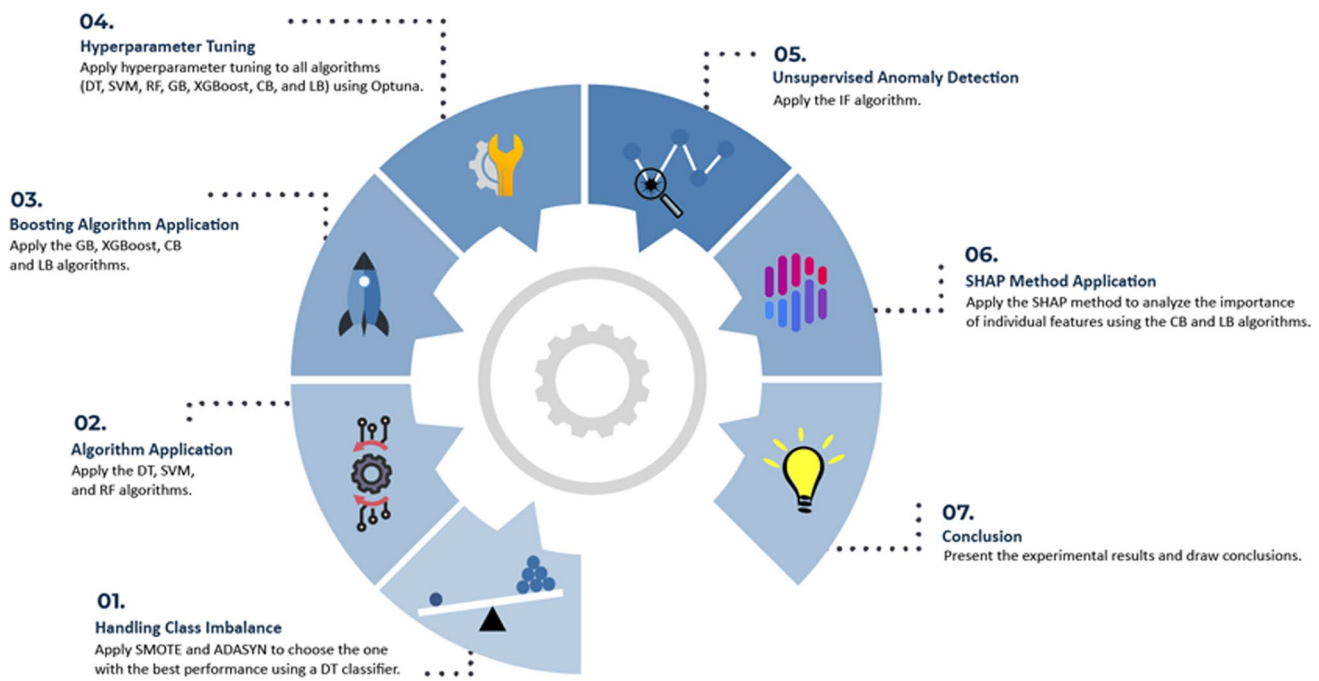 04.
Hyperparameter Tuning
Apply hyperparameter tuning to all algorithms
(DT, SVM, RF, GB, XGBoost, CB, and LB) using Optuna.
05.
Unsupervised Anomaly Detection
Apply the IF algorithm.
03.
Boosting Algorithm Application
Apply the GB, XGBoost, CB
and LB algorithms.
06.
SHAP Method Application
Apply the SHAP method to analyze the importance
of individual features using the CB and LB algorithms.
02.
Algorithm Application
Apply the DT, SVM,
and RF algorithms.
07.
Conclusion
Present the experimental results and draw conclusions.
01.
Handling Class Imbalance
Apply SMOTE and ADASYN to choose the one
with the best performance using a DT classifier.